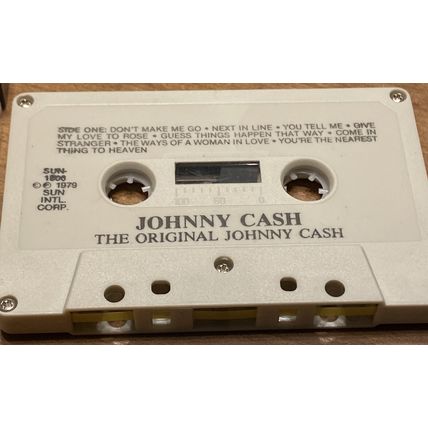 SIDE ONE: DON'T MAKE ME GO • NEXT IN LINE • YOU TELL ME • GIVE
MY LOVE TO ROSE • GUESS THINGS HAPPEN THAT WAY • COME IN
STRANGER • THE WAYS OF A WOMAN IN LOVE • YOU'RE THE NEAREST
THING TO HEAVEN
SUN-
1806
© ℗ 1979
SUN
INTL.
CORP.
100 50 0
JOHNNY CASH
THE ORIGINAL JOHNNY CASH